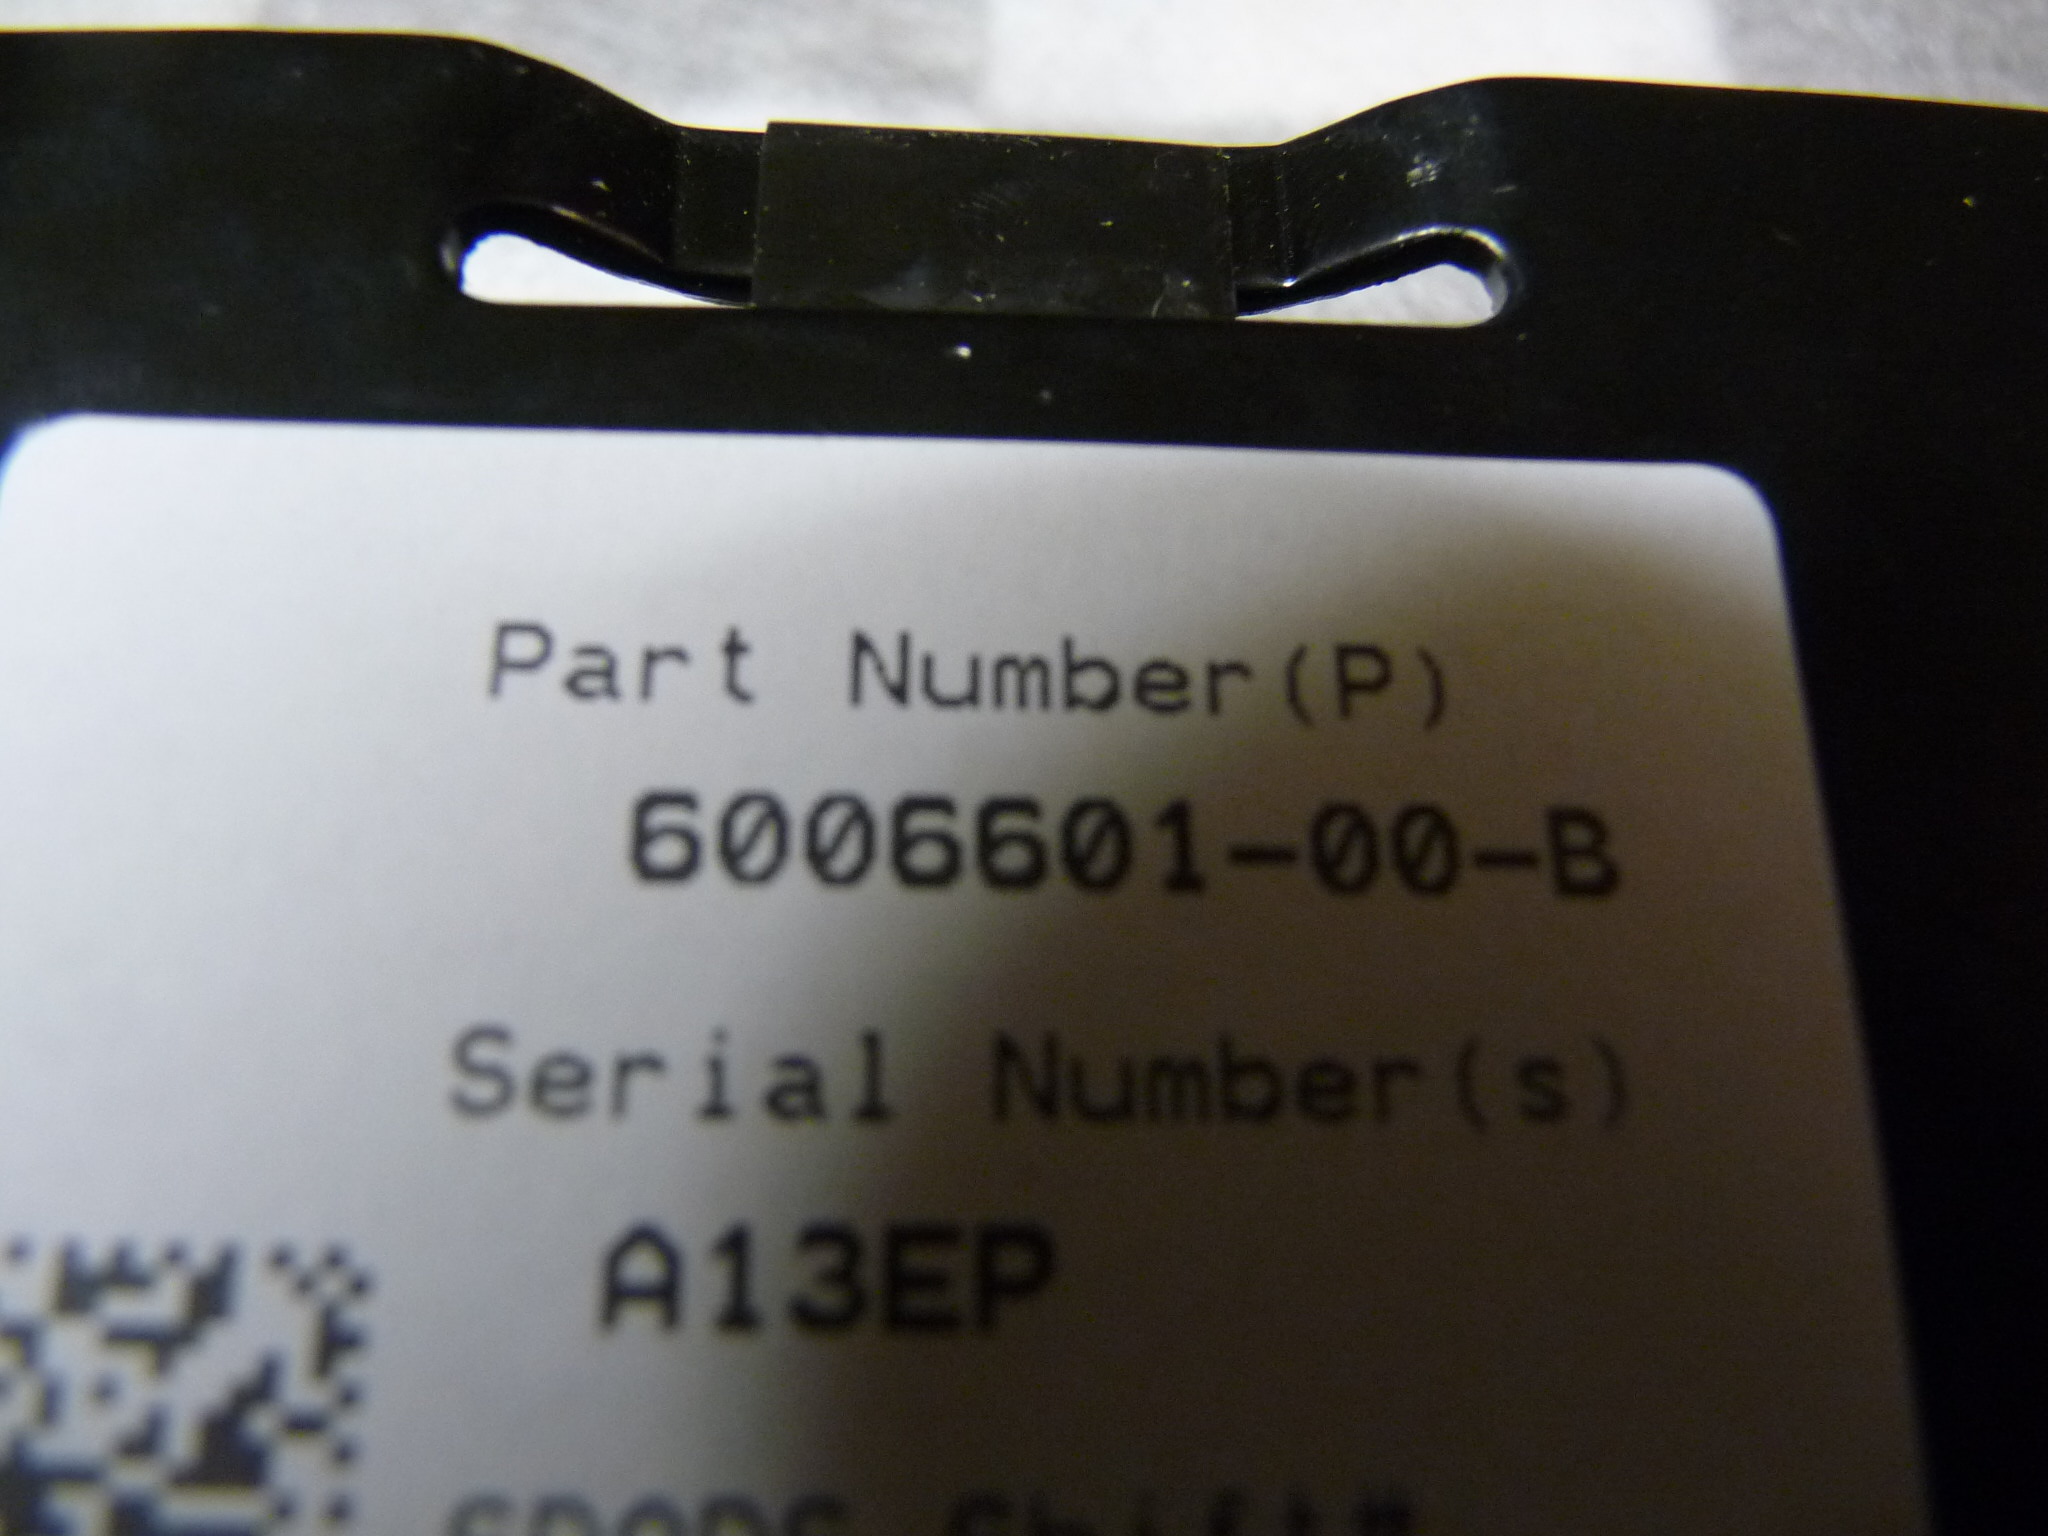 Part Number(P)
6006601-00-B
Serial Number(s)
A13EP